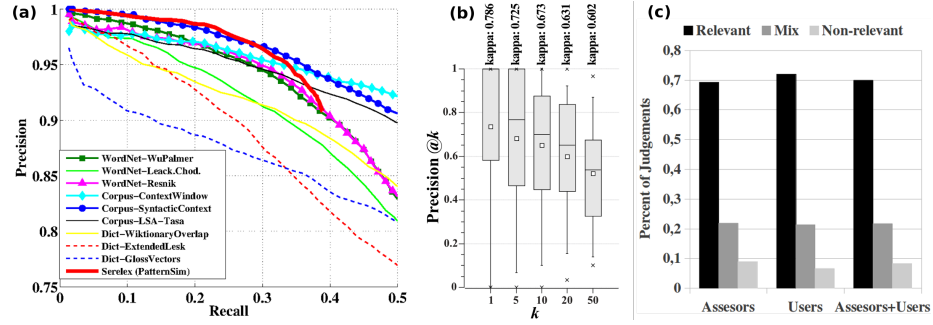 (a)
1
0.95
0.9
0.85
0.8
0.75
Precision
WordNet-WuPalmer
WordNet-Leack.Chod.
WordNet-Resnik
Corpus-ContextWindow
Corpus-SyntacticContext
Corpus-LSA-Tasa
Dict-WiktionaryOverlap
Dict-ExtendedLesk
Dict-GlossVectors
Serelex (PatternSim)
0 0.1 0.2 0.3 0.4 0.5
Recall
(b)
kappa: 0.786
kappa: 0.725
kappa: 0.673
kappa: 0.631
kappa: 0.602
1
0.8
0.6
0.4
0.2
0
Precision @k
1 5 10 20 50
k
(c)
Relevant Mix Non-relevant
0,8
0,7
0,6
0,5
0,4
0,3
0,2
0,1
0
Percent of Judgements
Assesors Users Assesors+Users